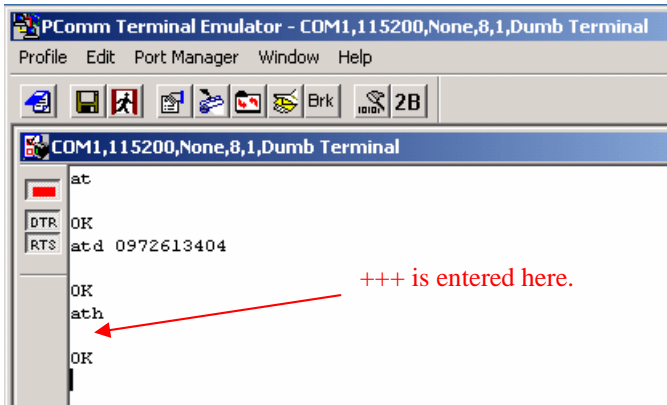 PComm Terminal Emulator - COM1,115200,None,8,1,Dumb Terminal
Profile Edit Port Manager Window Help
Brk 2B
COM1,115200,None,8,1,Dumb Terminal
at
DTR OK
RTS atd 0972613404
+++ is entered here.
OK
ath
OK